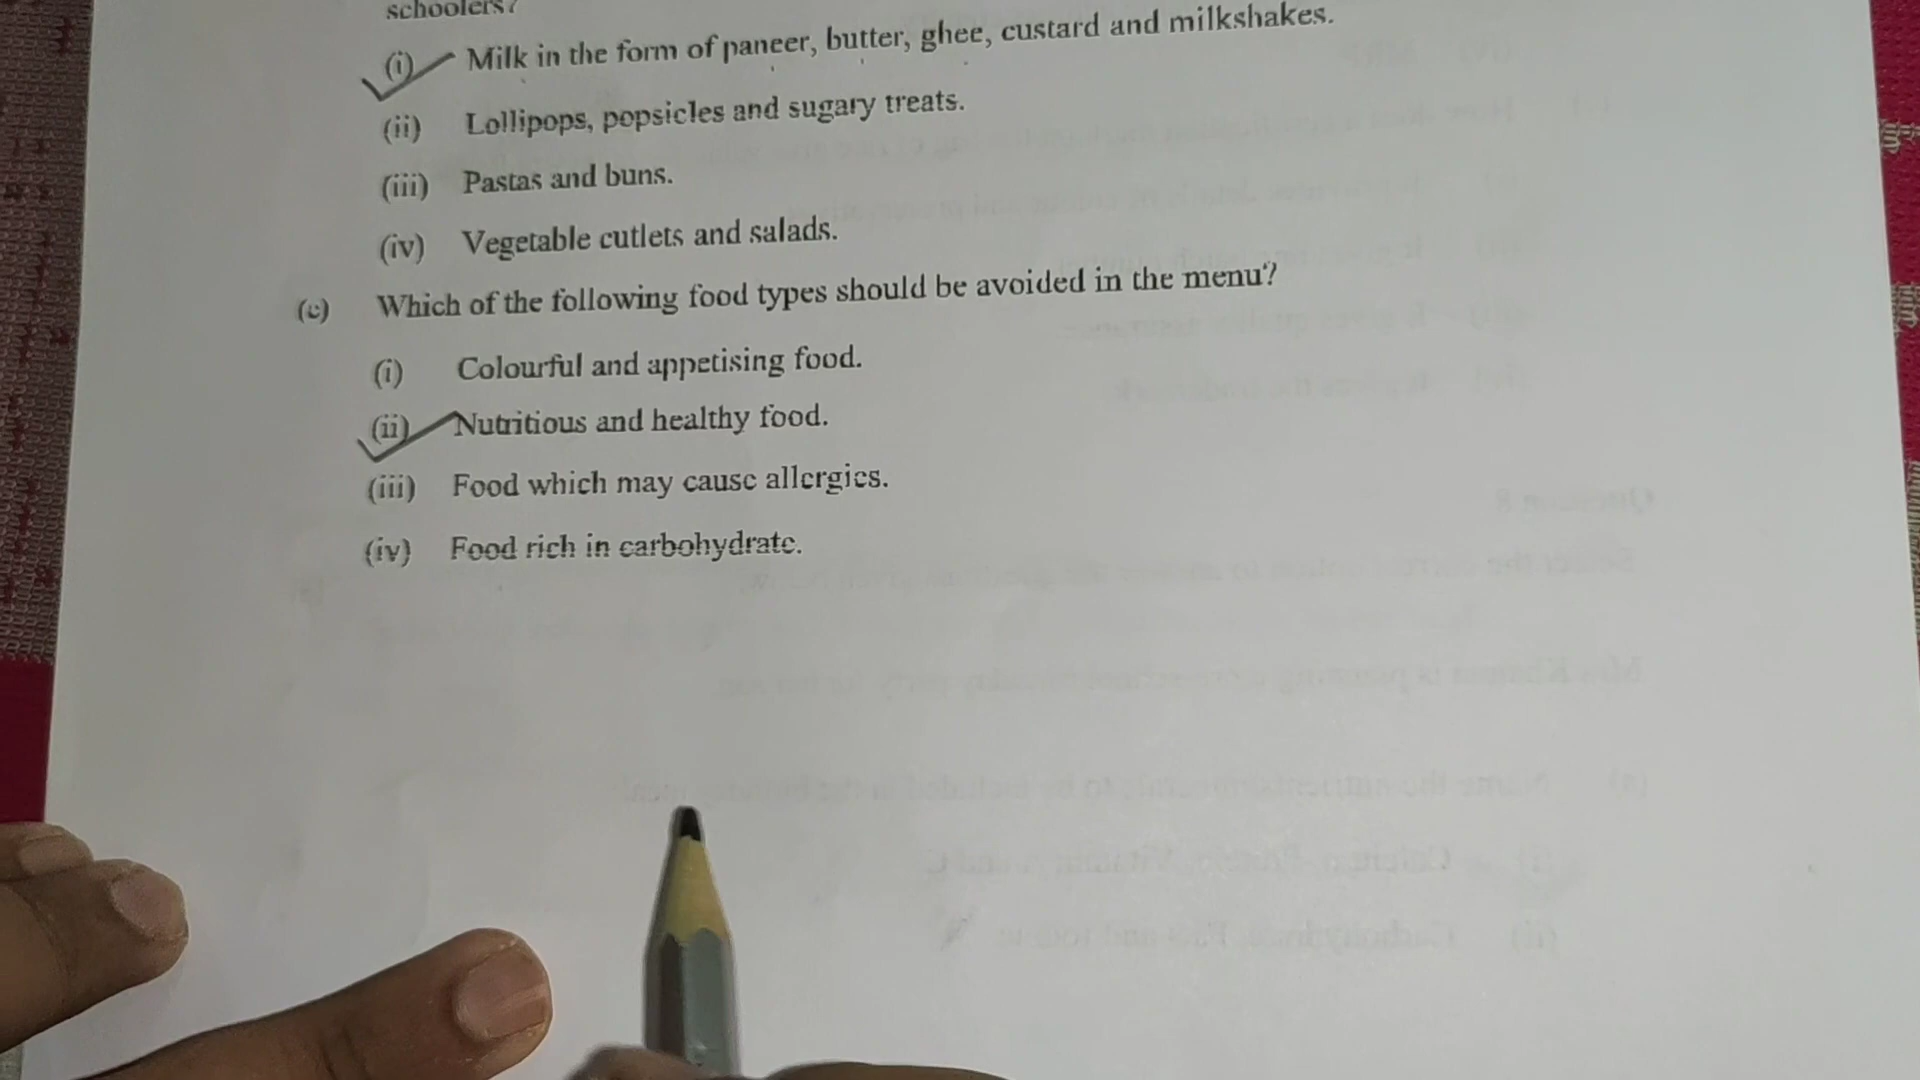 schoolers?
(i) Milk in the form of paneer, butter, ghee, custard and milkshakes.
(ii) Lollipops, popsicles and sugary treats.
(iii) Pastas and buns.
(iv) Vegetable cutlets and salads.
(c) Which of the following food types should be avoided in the menu?
(i) Colourful and appetising food.
(ii) Nutritious and healthy food.
(iii) Food which may cause allergies.
(iv) Food rich in carbohydrate.